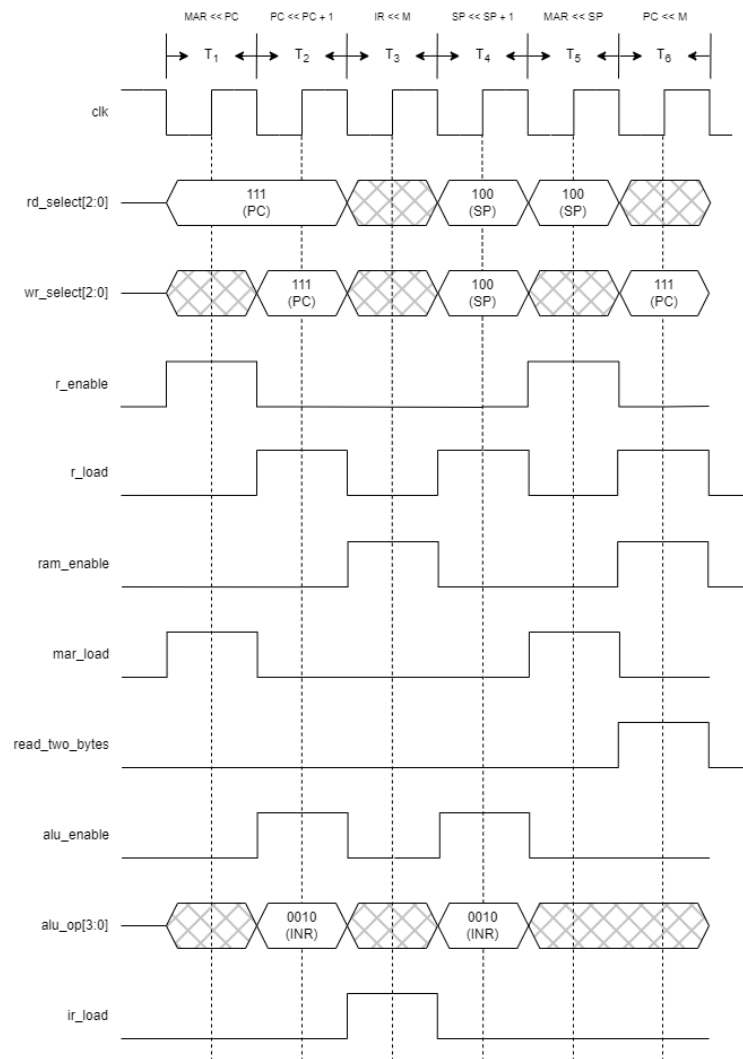 MAR << PC PC << PC + 1 IR << M SP << SP + 1 MAR << SP PC << M
T1 T2 T3 T4 T5 T6
clk
rd_select[2:0]
111
(PC)
100
(SP)
100
(SP)
wr_select[2:0]
111
(PC)
100
(SP)
111
(PC)
r_enable
r_load
ram_enable
mar_load
read_two_bytes
alu_enable
alu_op[3:0]
0010
(INR)
0010
(INR)
ir_load